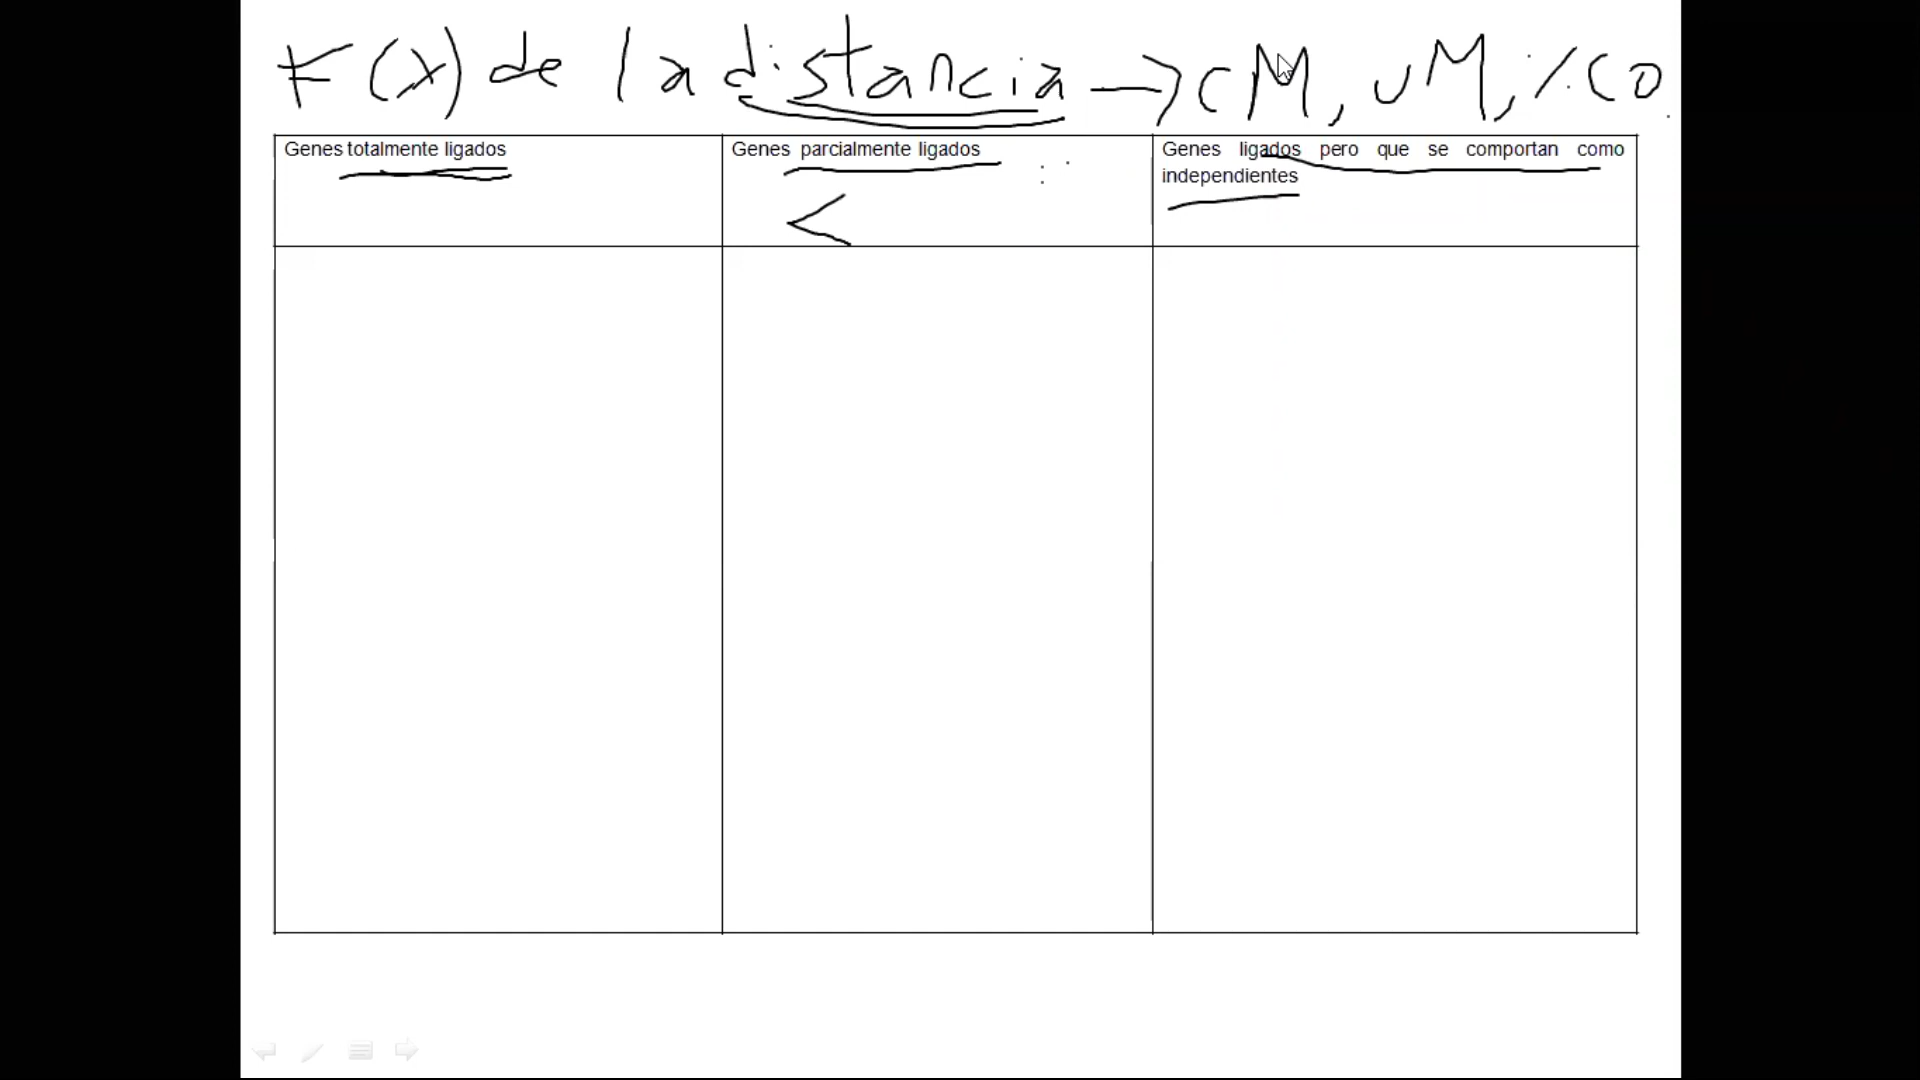 F(x) de la distancia → cM, uM, % CO
Genes totalmente ligados
Genes parcialmente ligados
<
Genes ligados pero que se comportan como
independientes